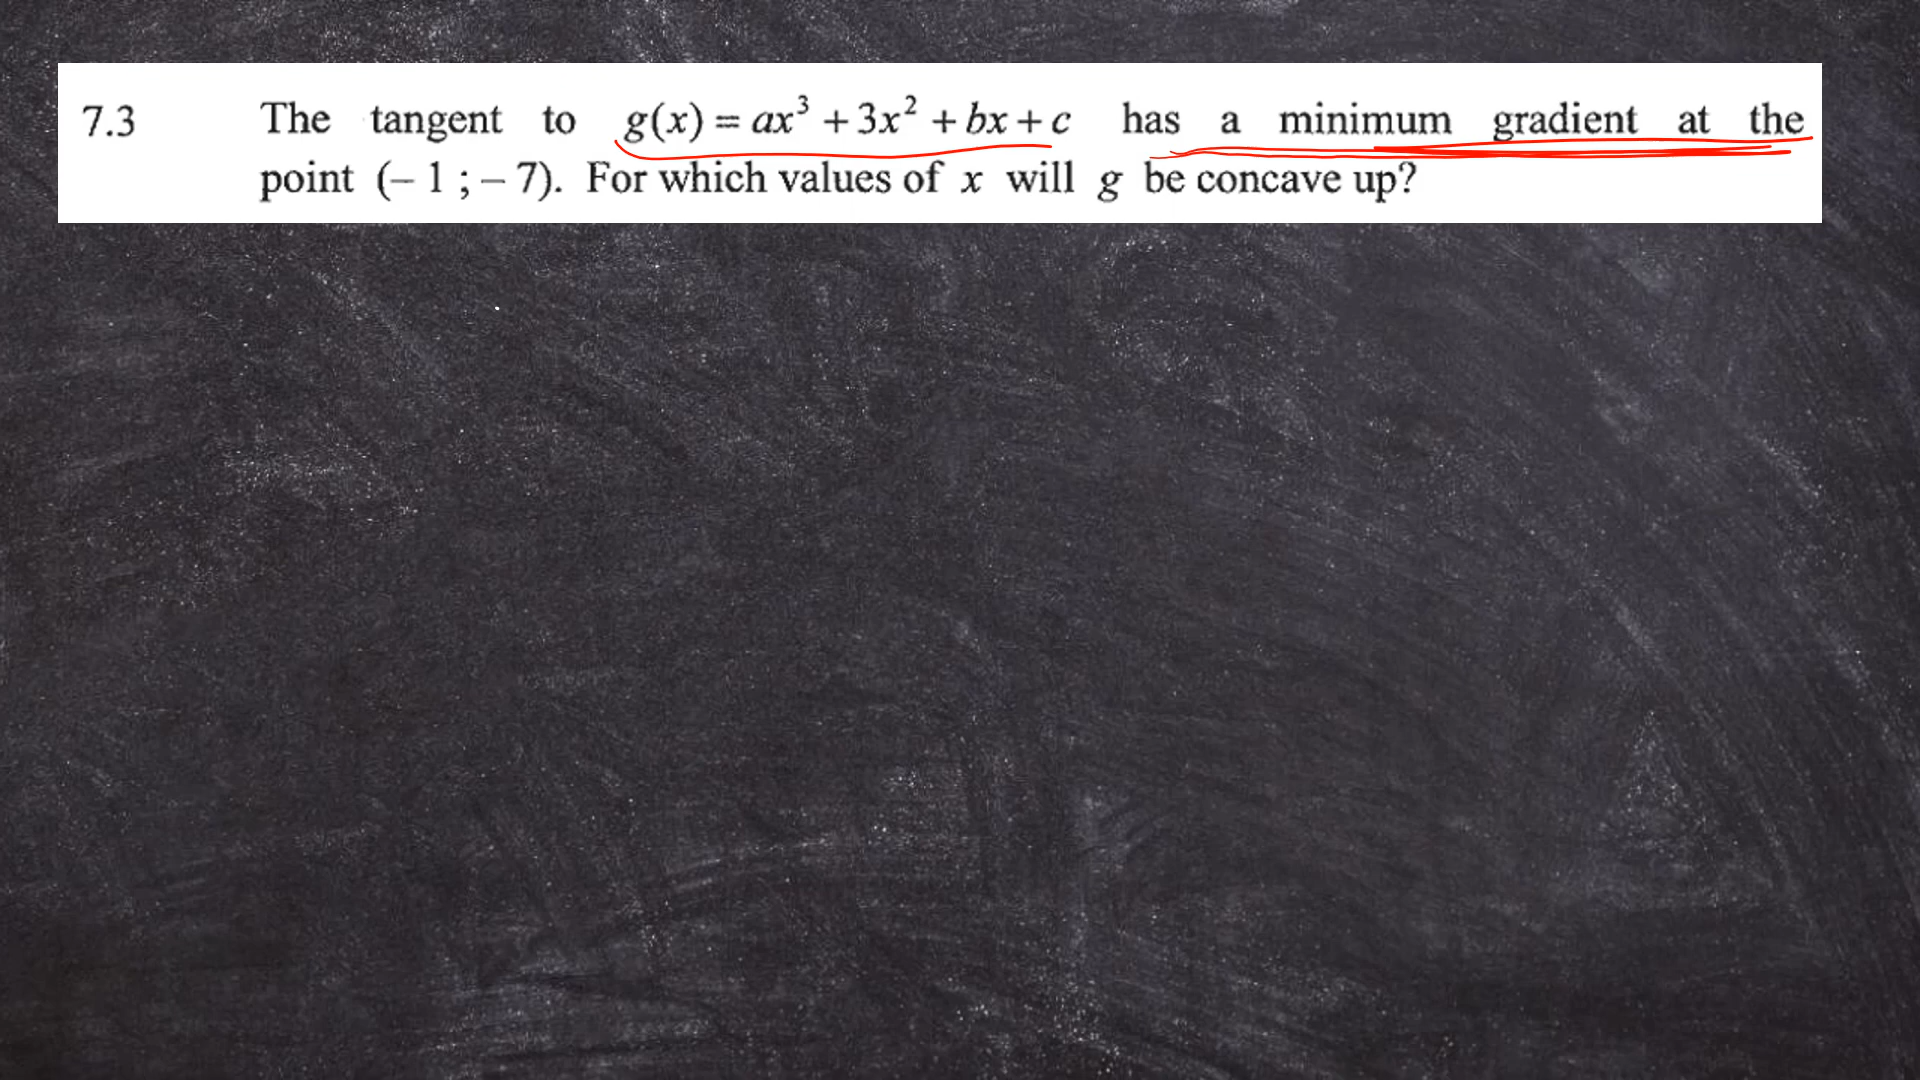 7.3 The tangent to g(x) = ax³ + 3x² + bx + c has a minimum gradient at the
point (– 1 ; – 7). For which values of x will g be concave up?